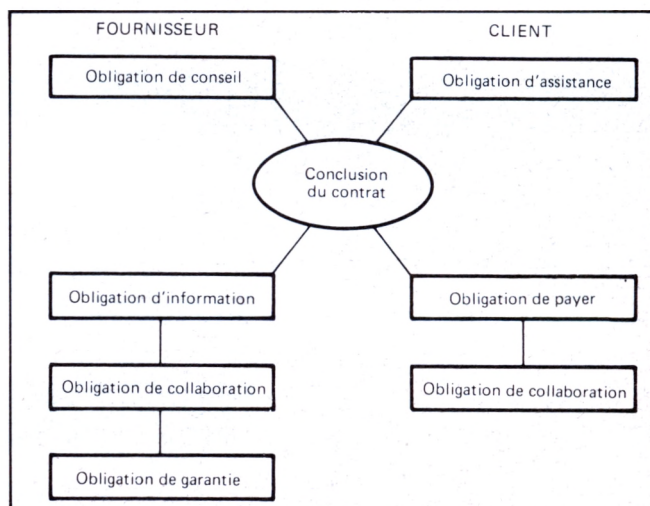 FOURNISSEUR
CLIENT
Obligation de conseil
Obligation d'assistance
Conclusion
du contrat
Obligation d'information
Obligation de payer
Obligation de collaboration
Obligation de collaboration
Obligation de garantie